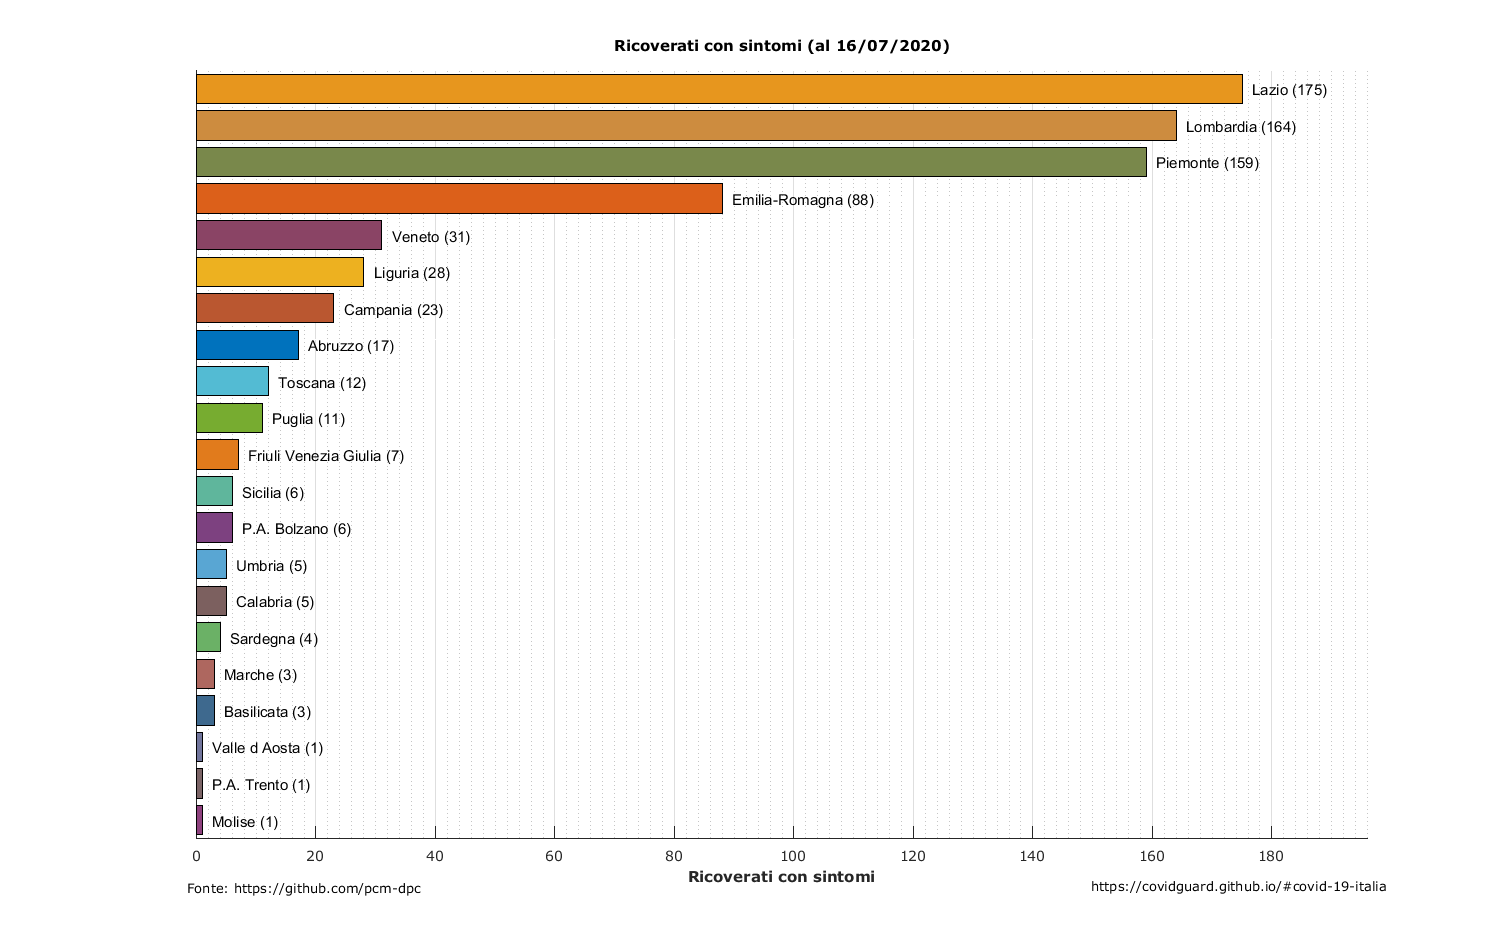 Ricoverati con sintomi (al 16/07/2020)
Lazio (175)
Lombardia (164)
Piemonte (159)
Emilia-Romagna (88)
Veneto (31)
Liguria (28)
Campania (23)
Abruzzo (17)
Toscana (12)
Puglia (11)
Friuli Venezia Giulia (7)
Sicilia (6)
P.A. Bolzano (6)
Umbria (5)
Calabria (5)
Sardegna (4)
Marche (3)
Basilicata (3)
Valle d Aosta (1)
P.A. Trento (1)
Molise (1)
0 20 40 60 80 100 120 140 160 180
Ricoverati con sintomi
Fonte: https://github.com/pcm-dpc
https://covidguard.github.io/#covid-19-italia